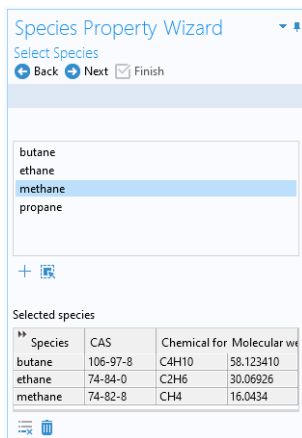 Species Property Wizard
Select Species
Back Next Finish
butane
ethane
methane
propane
Selected species
Species CAS Chemical for Molecular we
butane 106-97-8 C4H10 58.123410
ethane 74-84-0 C2H6 30.06926
methane 74-82-8 CH4 16.0434